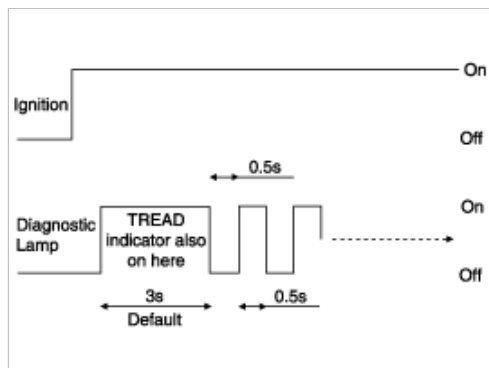 On
Ignition
Off
0.5s
On
Diagnostic
Lamp
TREAD
indicator also
on here
Off
3s
Default
0.5s